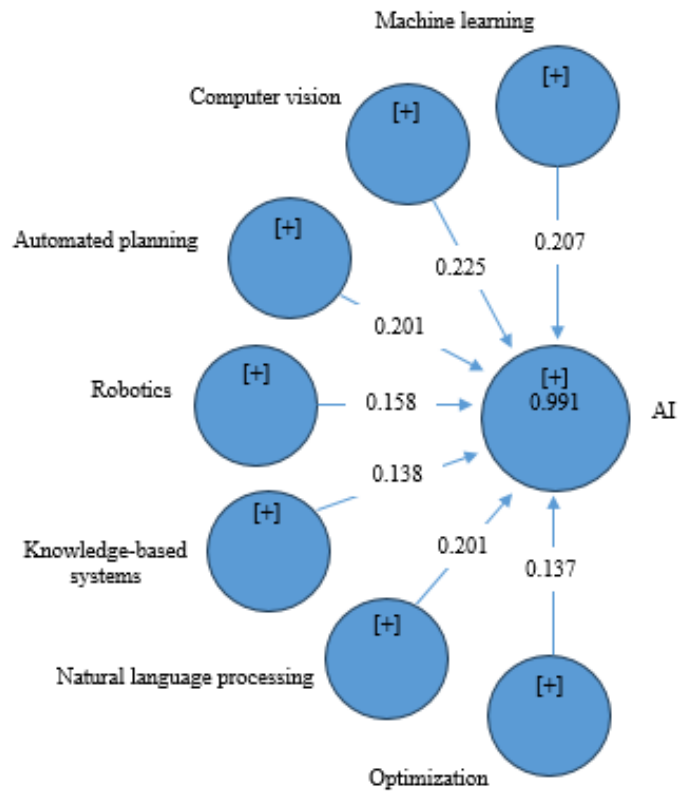 Machine learning
[+]
Computer vision
[+]
[+]
Automated planning
0.207
0.225
0.201
[+]
Robotics
0.158
[+]
0.991
AI
0.138
[+]
Knowledge-based
systems
0.201
0.137
[+]
Natural language processing
[+]
Optimization